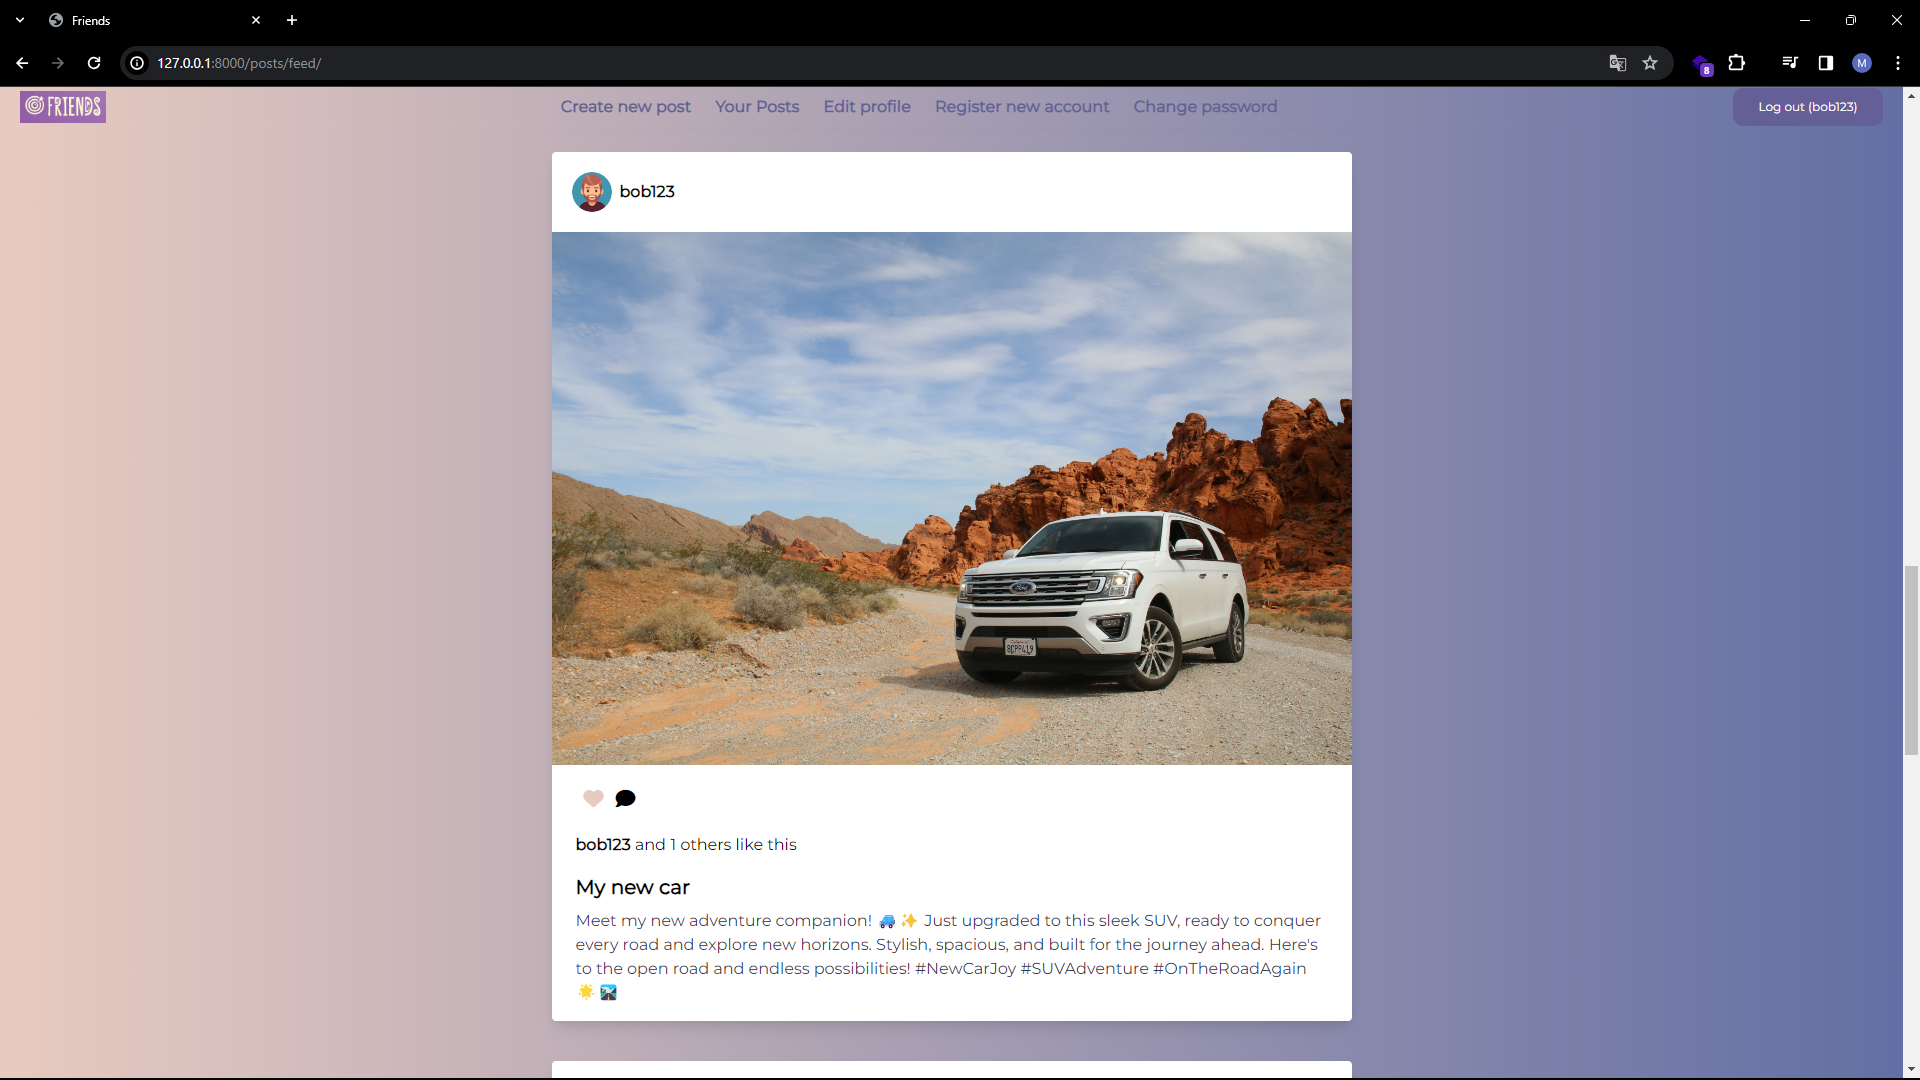 Friends
127.0.0.1:8000/posts/feed/
8
M
FRIENDS
Create new post Your Posts Edit profile Register new account Change password
Log out (bob123)
bob123
Ford
California
8CPP419
bob123 and 1 others like this
My new car
Meet my new adventure companion! 🚙✨ Just upgraded to this sleek SUV, ready to conquer
every road and explore new horizons. Stylish, spacious, and built for the journey ahead. Here's
to the open road and endless possibilities! #NewCarJoy #SUVAdventure #OnTheRoadAgain
🌟🛣️